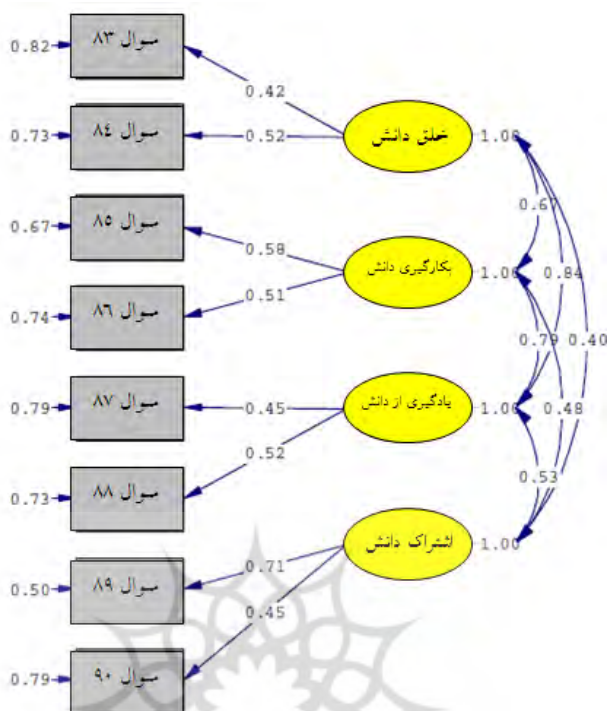 0.82
سوال ۸۳
0.42
0.73
سوال ۸٤
0.52
خلق دانش
1.00
0.67
سوال ۸٥
0.58
0.67
0.74
سوال ۸٦
0.51
بکارگیری دانش
1.00
0.84
0.79
0.40
0.79
سوال ۸۷
0.45
یادگیری از دانش
1.00
0.48
0.73
سوال ۸۸
0.52
0.53
0.50
سوال ۸۹
0.71
اشتراک دانش
1.00
0.79
سوال ۹۰
0.45